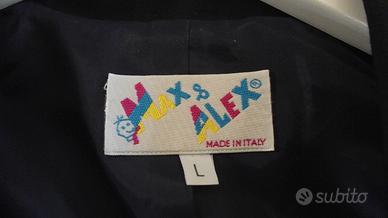 MAX &
ALEX ®
MADE IN ITALY
L
subito